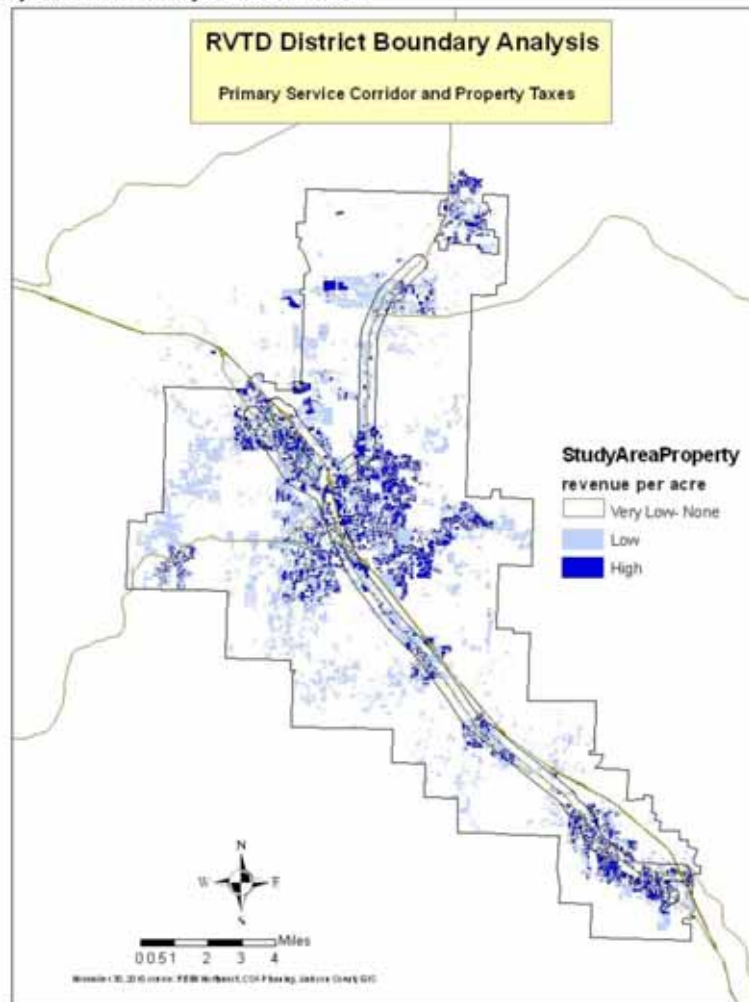 RVTD District Boundary Analysis
Primary Service Corridor and Property Taxes
StudyAreaProperty
revenue per acre
Very Low- None
Low
High
N
W E
S
Miles
0 0.5 1 2 3 4